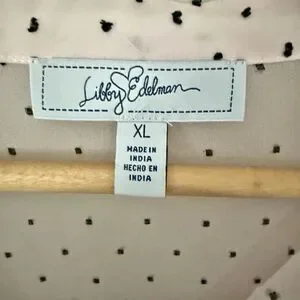 Libby Edelman
XL
MADE IN
INDIA
HECHO EN
INDIA